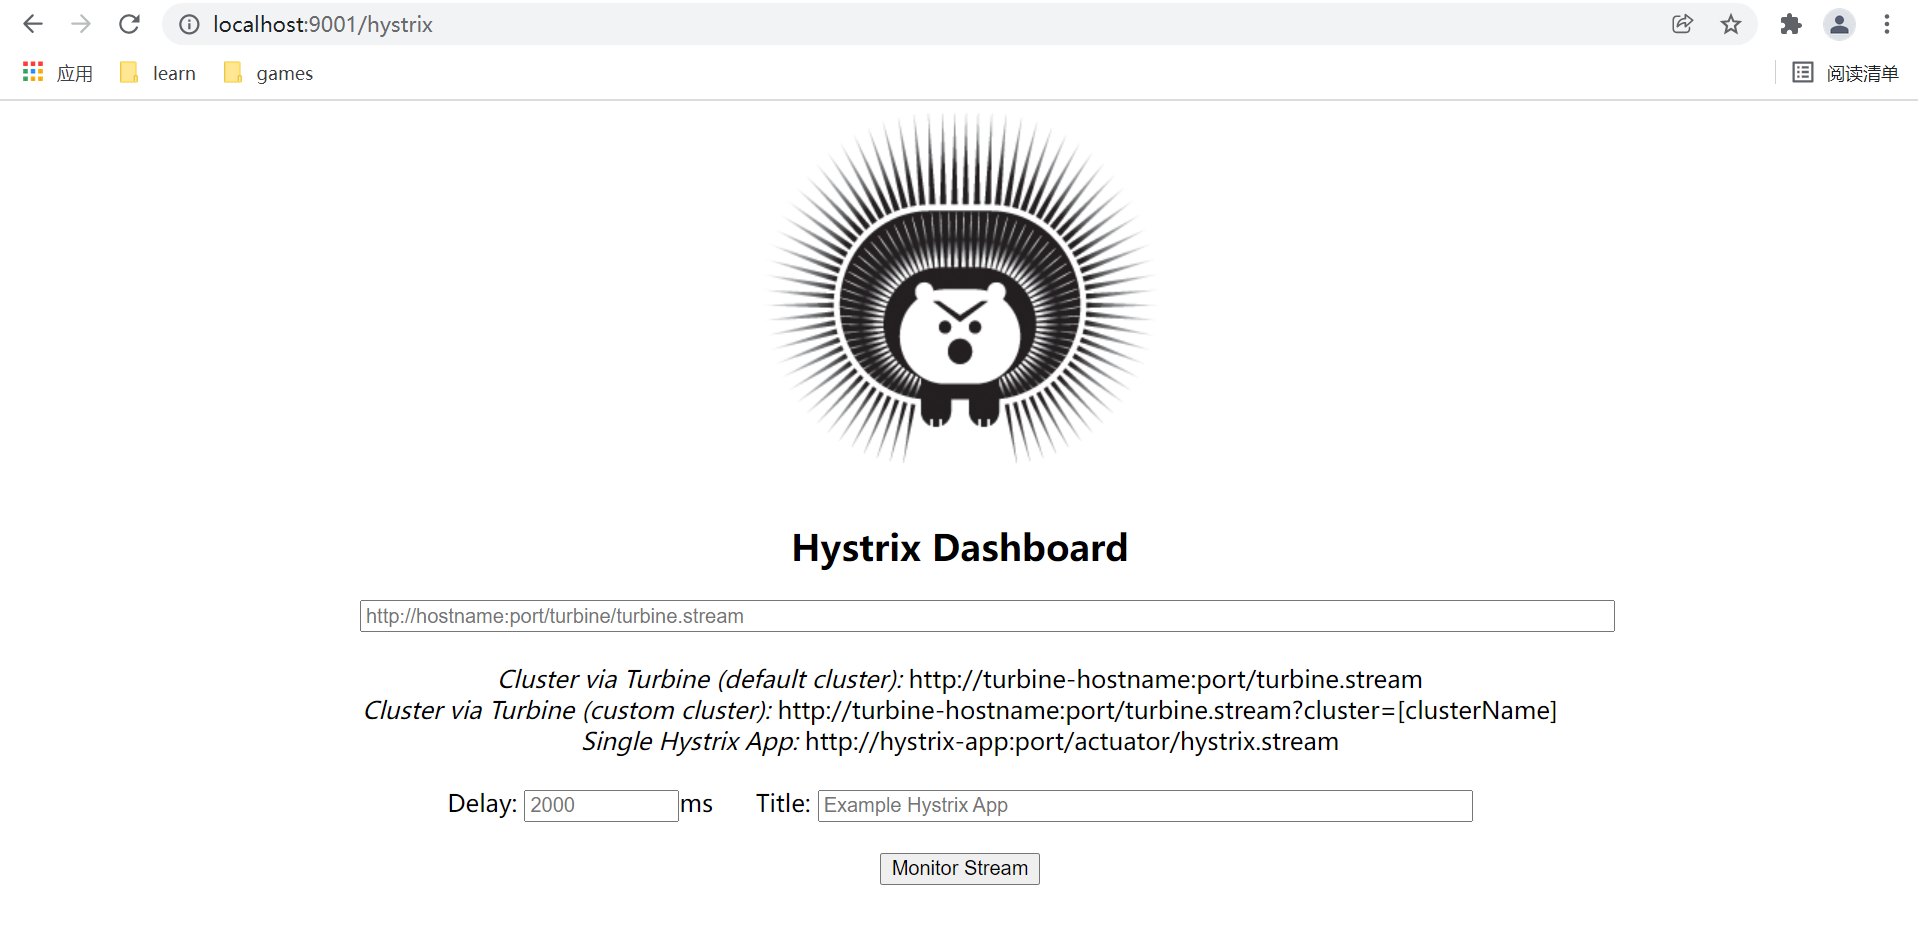 localhost:9001/hystrix
应用 learn games 阅读清单
Hystrix Dashboard
http://hostname:port/turbine/turbine.stream
Cluster via Turbine (default cluster): http://turbine-hostname:port/turbine.stream
Cluster via Turbine (custom cluster): http://turbine-hostname:port/turbine.stream?cluster=[clusterName]
Single Hystrix App: http://hystrix-app:port/actuator/hystrix.stream
Delay: 2000 ms Title: Example Hystrix App
Monitor Stream